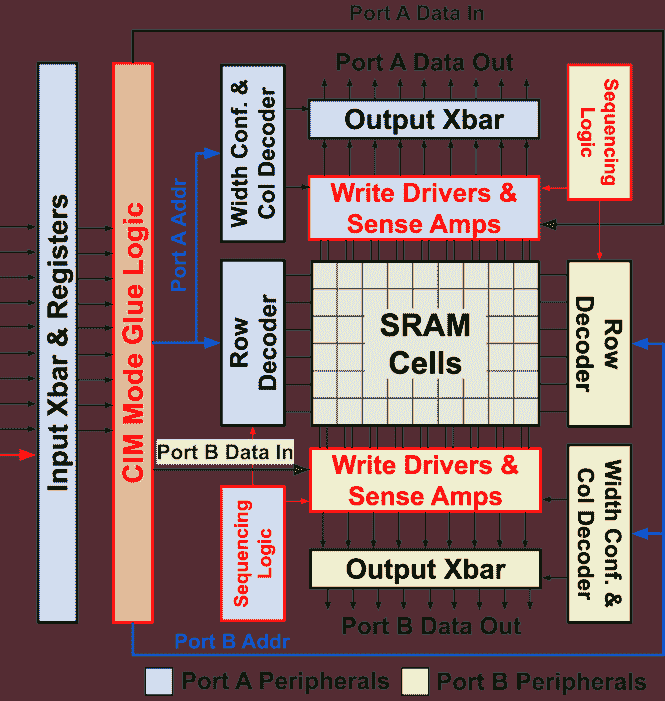 Port A Data In
Port A Data Out
Input Xbar & Registers
CIM Mode Glue Logic
Port A Addr
Width Conf. &
Col Decoder
Output Xbar
Sequencing
Logic
Write Drivers &
Sense Amps
Row
Decoder
SRAM
Cells
Row
Decoder
Port B Data In
Write Drivers &
Sense Amps
Width Conf. &
Col Decoder
Sequencing
Logic
Output Xbar
Port B Data Out
Port B Addr
Port A Peripherals
Port B Peripherals